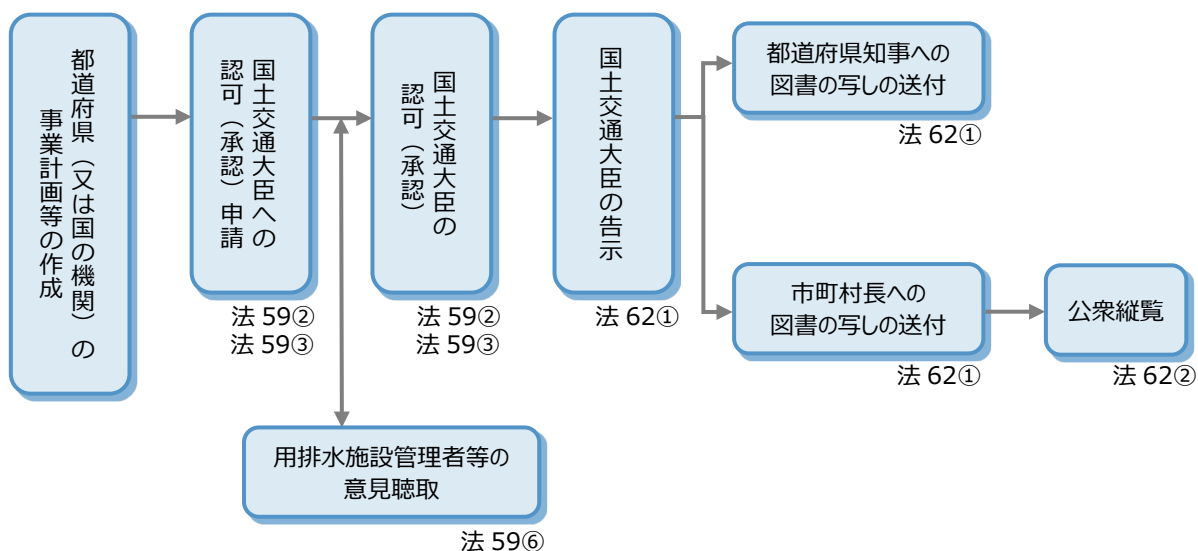 都道府県（又は国の機関）の
事業計画等の作成
国土交通大臣への
認可（承認）申請
法 59②
法 59③
国土交通大臣の
認可（承認）
法 59②
法 59③
国土交通大臣の告示
法 62①
都道府県知事への
図書の写しの送付
法 62①
市町村長への
図書の写しの送付
法 62①
公衆縦覧
法 62②
用排水施設管理者等の
意見聴取
法 59⑥